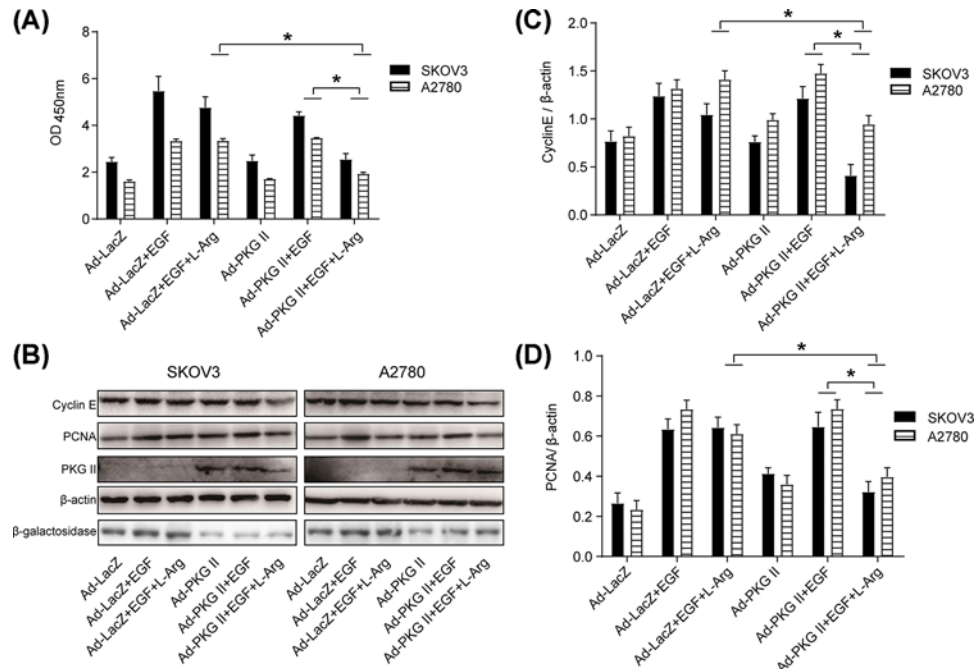 (A)
*
*
SKOV3
A2780
OD 450nm
6
4
2
0
Ad-LacZ
Ad-LacZ+EGF
Ad-LacZ+EGF+L-Arg
Ad-PKG II
Ad-PKG II+EGF
Ad-PKG II+EGF+L-Arg
(C)
*
*
SKOV3
A2780
CyclinE / β-actin
2.0
1.5
1.0
0.5
0.0
Ad-LacZ
Ad-LacZ+EGF
Ad-LacZ+EGF+L-Arg
Ad-PKG II
Ad-PKG II+EGF
Ad-PKG II+EGF+L-Arg
(B)
SKOV3
A2780
Cyclin E
PCNA
PKG II
β-actin
β-galactosidase
Ad-LacZ
Ad-LacZ+EGF
Ad-LacZ+EGF+L-Arg
Ad-PKG II
Ad-PKG II+EGF
Ad-PKG II+EGF+L-Arg
Ad-LacZ
Ad-LacZ+EGF
Ad-LacZ+EGF+L-Arg
Ad-PKG II
Ad-PKG II+EGF
Ad-PKG II+EGF+L-Arg
(D)
*
*
SKOV3
A2780
PCNA/ β-actin
1.0
0.8
0.6
0.4
0.2
0.0
Ad-LacZ
Ad-LacZ+EGF
Ad-LacZ+EGF+L-Arg
Ad-PKG II
Ad-PKG II+EGF
Ad-PKG II+EGF+L-Arg